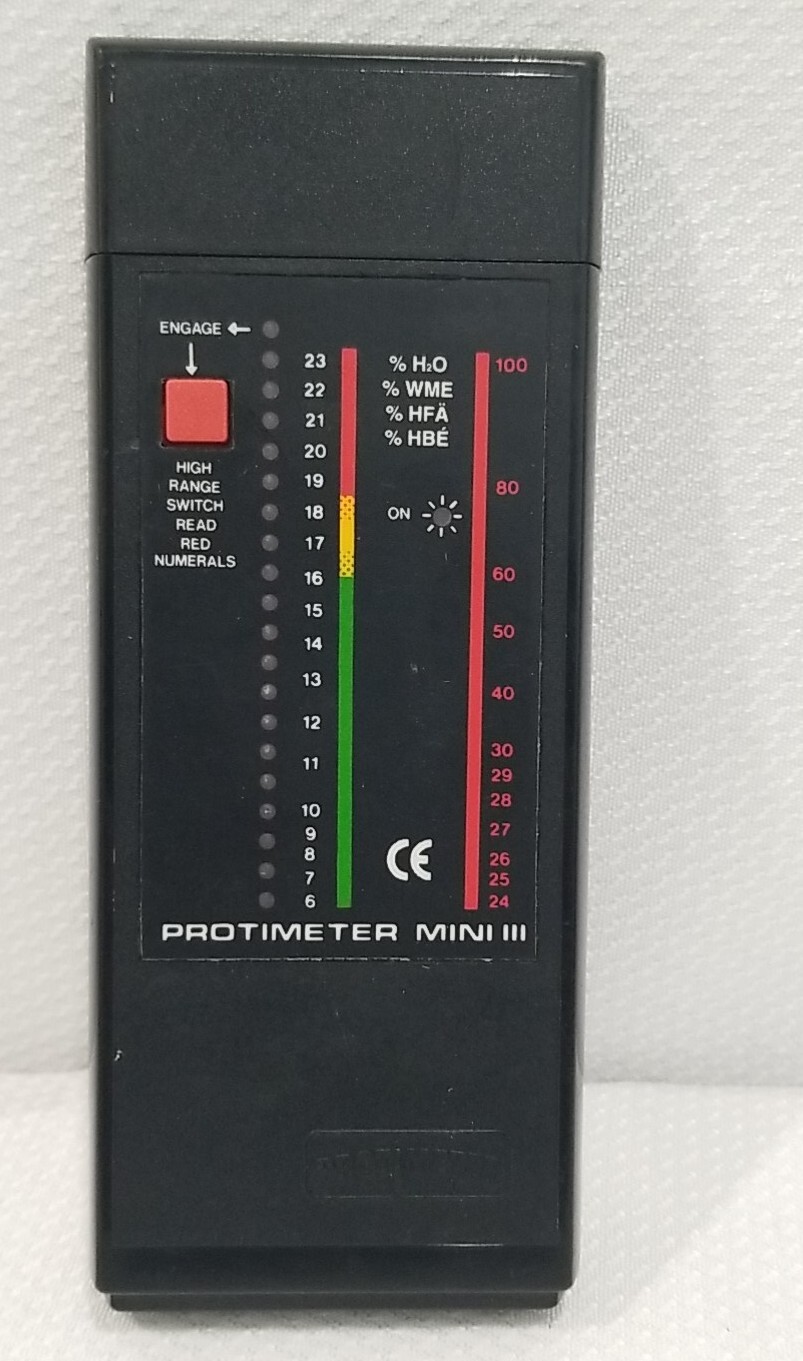 ENGAGE
HIGH
RANGE
SWITCH
READ
RED
NUMERALS
23
22
21
20
19
18
17
16
15
14
13
12
11
10
9
8
7
6
% H₂O
% WME
% HFÄ
% HBÉ
ON
CE
100
80
60
50
40
30
29
28
27
26
25
24
PROTIMETER MINI III